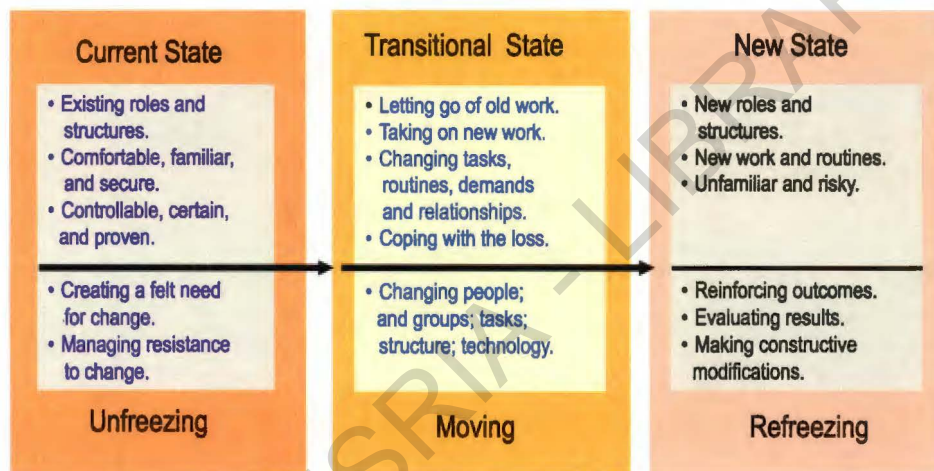 Current State
• Existing roles and
structures.
• Comfortable, familiar,
and secure.
• Controllable, certain,
and proven.
• Creating a felt need
for change.
• Managing resistance
to change.
Unfreezing
Transitional State
• Letting go of old work.
• Taking on new work.
• Changing tasks,
routines, demands
and relationships.
• Coping with the loss.
• Changing people;
and groups; tasks;
structure; technology.
Moving
New State
• New roles and
structures.
• New work and routines.
• Unfamiliar and risky.
• Reinforcing outcomes.
• Evaluating results.
• Making constructive
modifications.
Refreezing
SRIA - LIBRAR